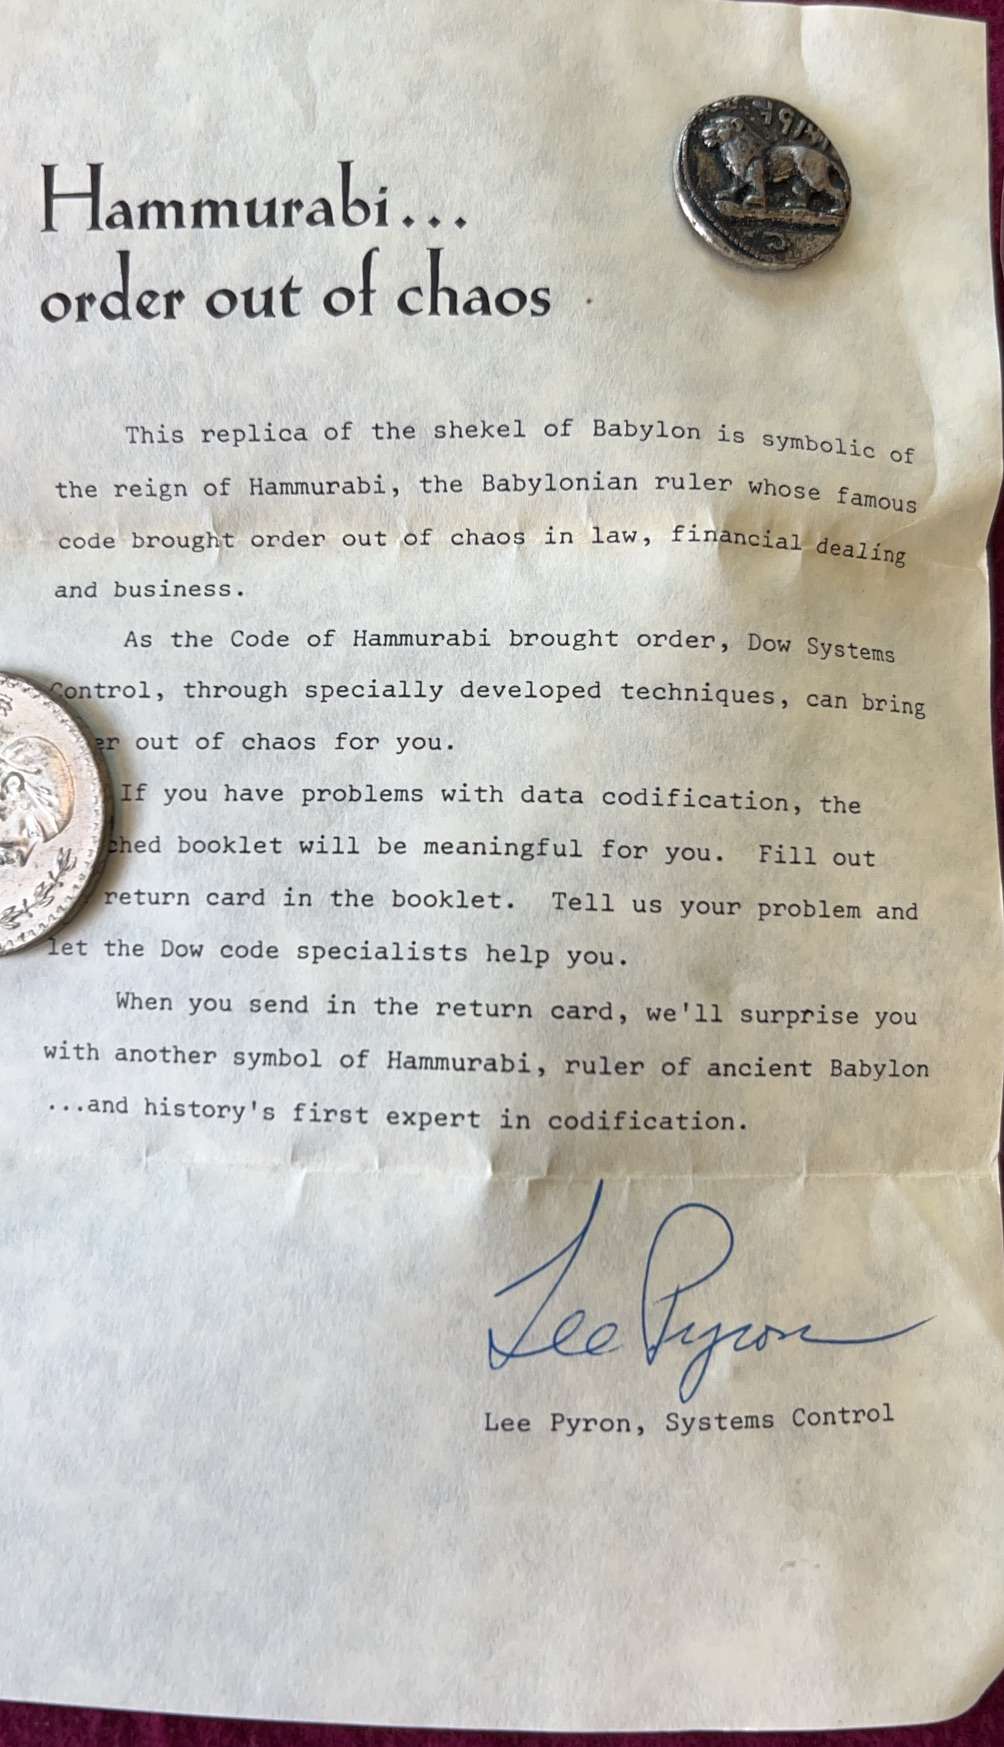 Hammurabi...
order out of chaos
This replica of the shekel of Babylon is symbolic of
the reign of Hammurabi, the Babylonian ruler whose famous
code brought order out of chaos in law, financial dealing
and business.
As the Code of Hammurabi brought order, Dow Systems
Control, through specially developed techniques, can bring
er out of chaos for you.
If you have problems with data codification, the
ched booklet will be meaningful for you. Fill out
return card in the booklet. Tell us your problem and
let the Dow code specialists help you.
When you send in the return card, we'll surprise you
with another symbol of Hammurabi, ruler of ancient Babylon
...and history's first expert in codification.
Lee Pyron
Lee Pyron, Systems Control